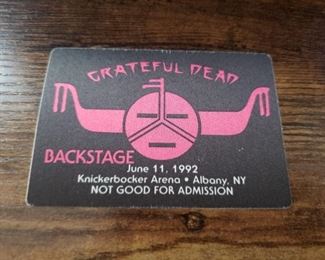 GRATEFUL DEAD
BACKSTAGE
June 11, 1992
Knickerbocker Arena • Albany, NY
NOT GOOD FOR ADMISSION